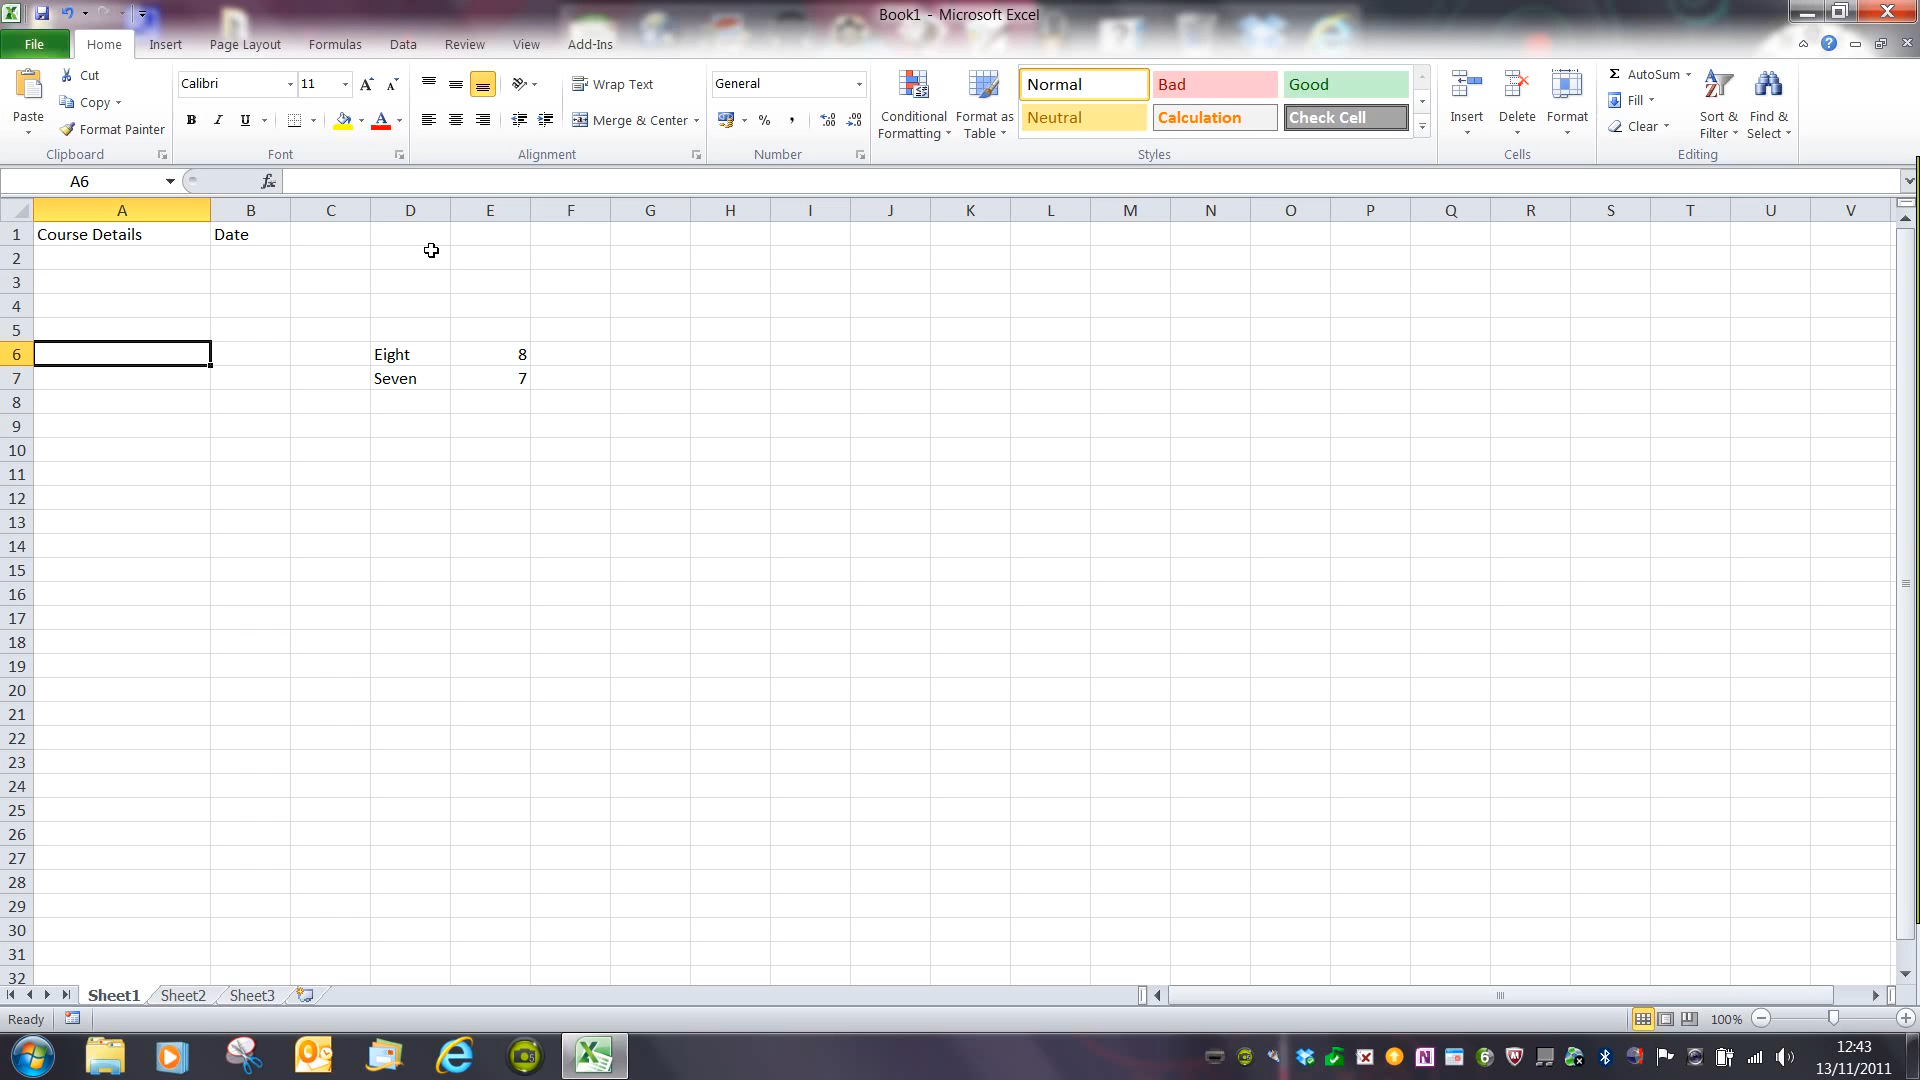 Book1 - Microsoft Excel
File Home Insert Page Layout Formulas Data Review View Add-Ins
Paste
Cut
Copy
Format Painter
Clipboard
Calibri 11
B I U
Font
Wrap Text
Merge & Center
Alignment
General
%
Number
Conditional Formatting
Format as Table
Normal Bad Good
Neutral Calculation Check Cell
Styles
Insert Delete Format
Cells
Σ AutoSum
Fill
Clear
Sort & Filter
Find & Select
Editing
A6 fx
A B C D E F G H I J K L M N O P Q R S T U V
1 Course Details Date
2
3
4
5
6 Eight 8
7 Seven 7
8
9
10
11
12
13
14
15
16
17
18
19
20
21
22
23
24
25
26
27
28
29
30
31
32
Sheet1 Sheet2 Sheet3
Ready 100%
12:43
13/11/2011